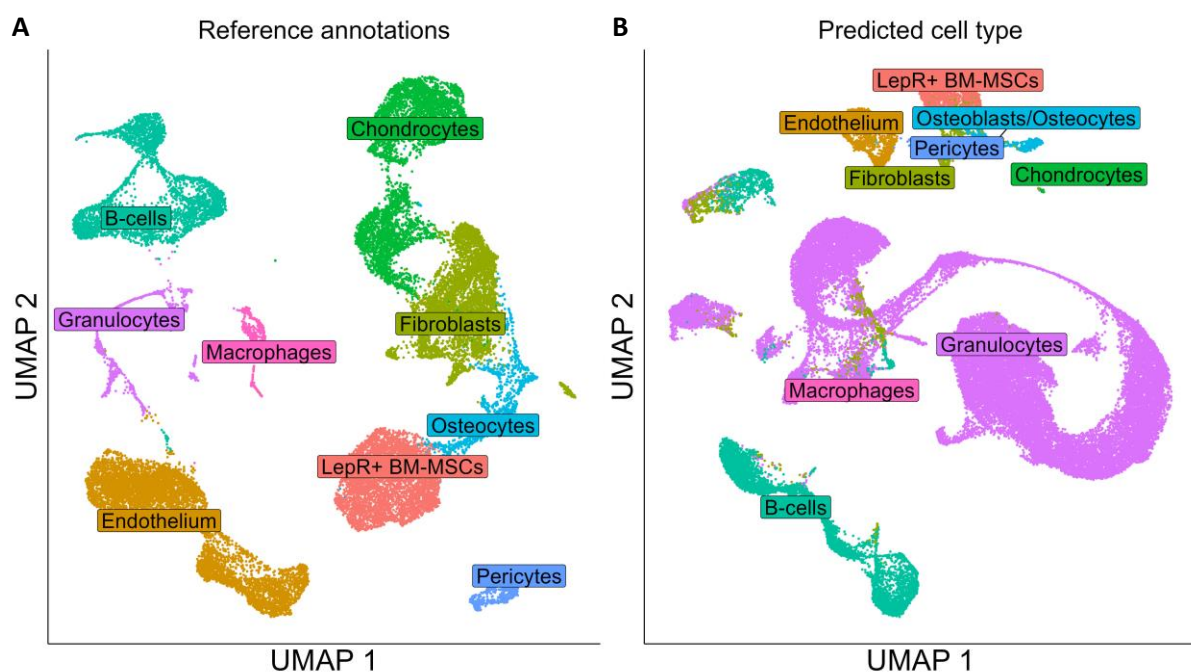 A
Reference annotations
Chondrocytes
B-cells
Granulocytes
Macrophages
Fibroblasts
Osteocytes
LepR+ BM-MSCs
Endothelium
Pericytes
UMAP 2
UMAP 1
B
Predicted cell type
LepR+ BM-MSCs
Endothelium
Osteoblasts/Osteocytes
Pericytes
Fibroblasts
Chondrocytes
Granulocytes
Macrophages
B-cells
UMAP 2
UMAP 1